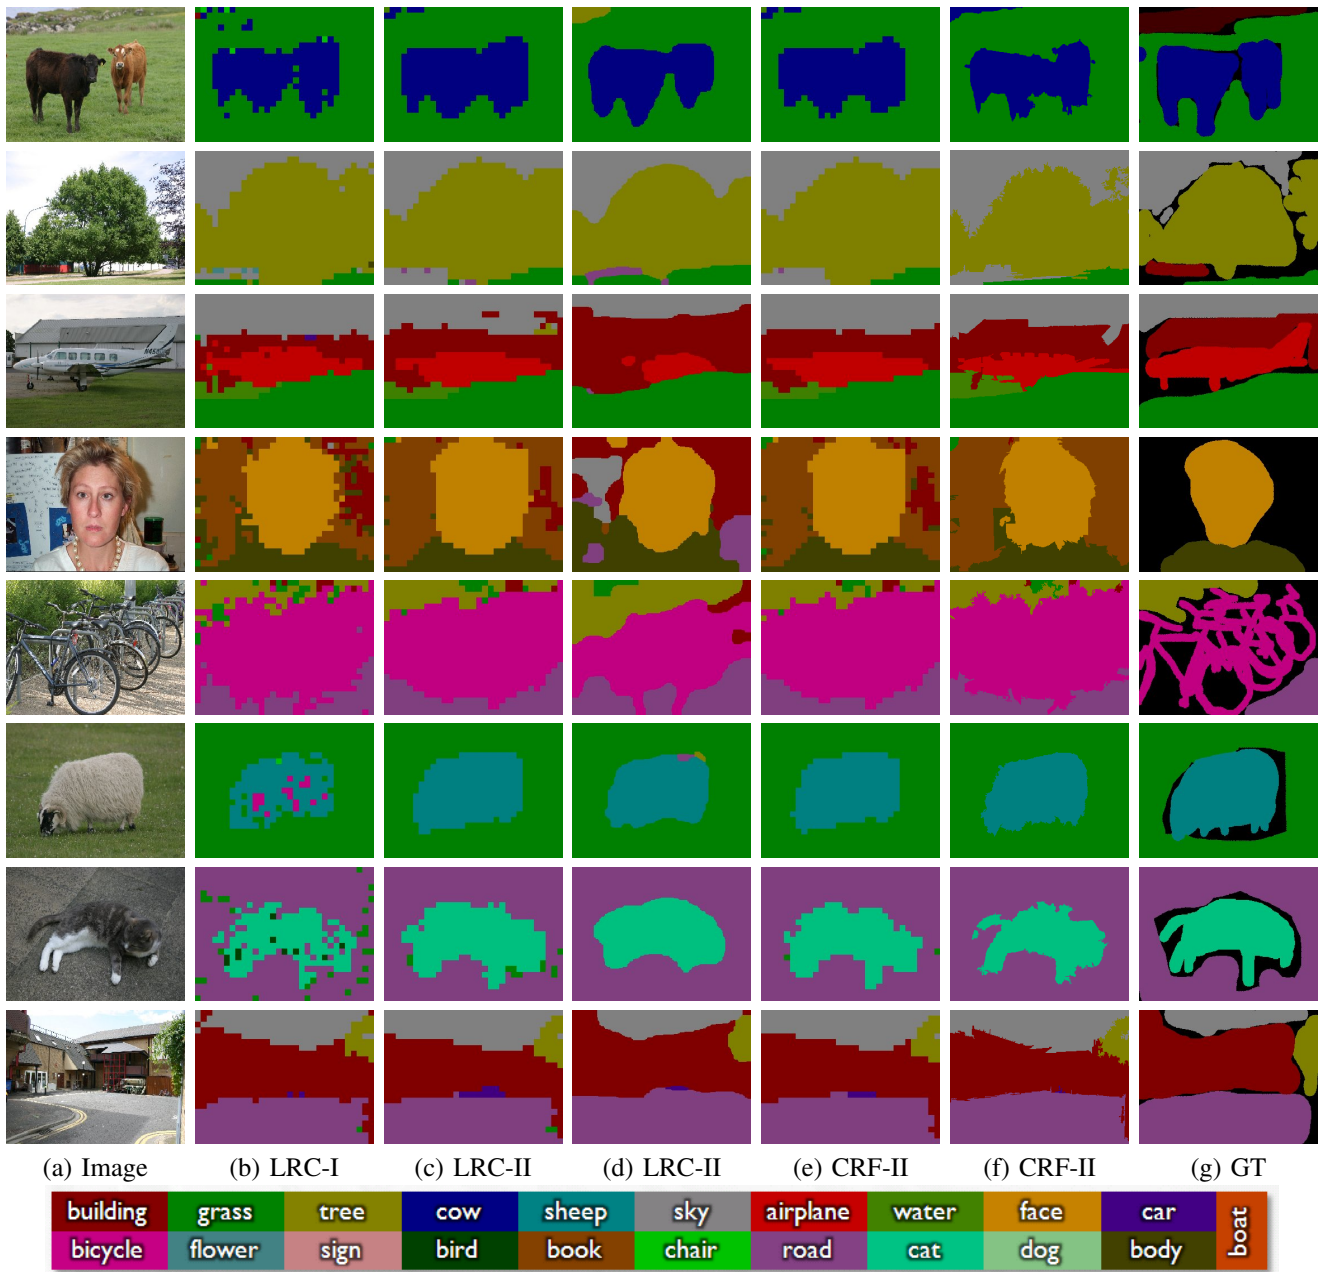 (a) Image (b) LRC-I (c) LRC-II (d) LRC-II (e) CRF-II (f) CRF-II (g) GT
building grass tree cow sheep sky airplane water face car boat
bicycle flower sign bird book chair road cat dog body